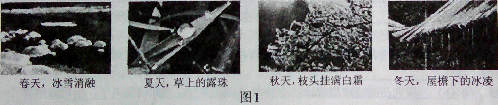 春天，冰雪消融
夏天，草上的露珠
秋天，枝头挂满白霜
冬天，屋檐下的冰凌
图1